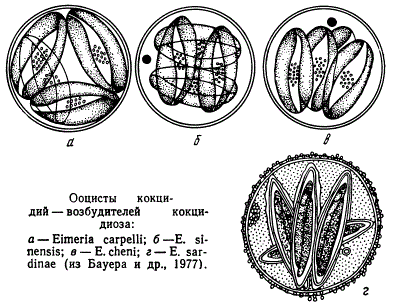 а
б
в
Ооцисты кокци-
дий — возбудителей кокци-
диоза:
а — Eimeria carpelli; б — E. si-
nensis; в — E. cheni; г — E. sar-
dinae (из Бауера и др., 1977).
г